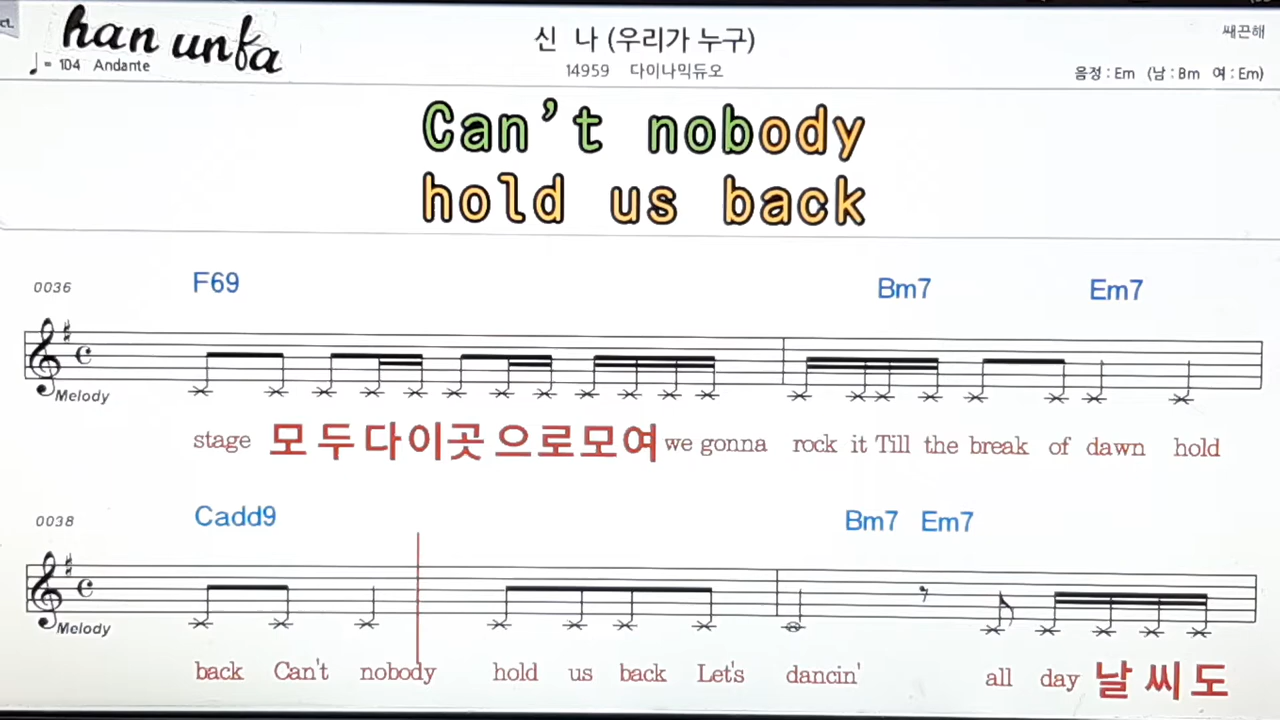 ct.
han unfa
♩= 104 Andante
신 나 (우리가 누구)
14959 다이나믹듀오
쌔끈해
음정 : Em (남 : Bm 여 : Em)
Can't nobody
hold us back
0036 F69 Bm7 Em7
Melody
stage 모 두 다 이 곳 으 로 모 여 we gonna rock it Till the break of dawn hold
0038 Cadd9 Bm7 Em7
Melody
back Can't nobody hold us back Let's dancin' all day 날 씨 도